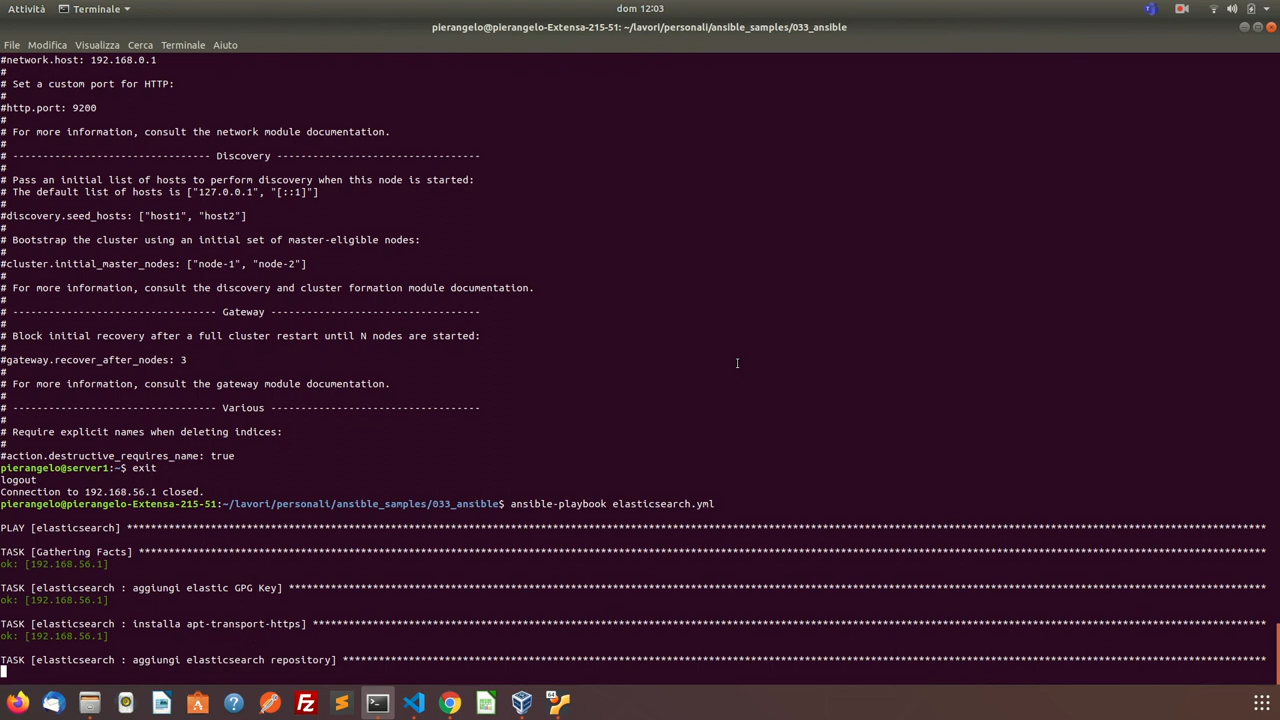 Attività
Terminale
dom 12:03
pierangelo@pierangelo-Extensa-215-51: ~/lavori/personali/ansible_samples/033_ansible
File Modifica Visualizza Cerca Terminale Aiuto
#network.host: 192.168.0.1
#
# Set a custom port for HTTP:
#
#http.port: 9200
#
# For more information, consult the network module documentation.
#
# --------------------------------- Discovery ----------------------------------
#
# Pass an initial list of hosts to perform discovery when this node is started:
# The default list of hosts is ["127.0.0.1", "[::1]"]
#
#discovery.seed_hosts: ["host1", "host2"]
#
# Bootstrap the cluster using an initial set of master-eligible nodes:
#
#cluster.initial_master_nodes: ["node-1", "node-2"]
#
# For more information, consult the discovery and cluster formation module documentation.
#
# ---------------------------------- Gateway -----------------------------------
#
# Block initial recovery after a full cluster restart until N nodes are started:
#
#gateway.recover_after_nodes: 3
#
# For more information, consult the gateway module documentation.
#
# ---------------------------------- Various -----------------------------------
#
# Require explicit names when deleting indices:
#
#action.destructive_requires_name: true
pierangelo@server1:~$ exit
logout
Connection to 192.168.56.1 closed.
pierangelo@pierangelo-Extensa-215-51:~/lavori/personali/ansible_samples/033_ansible$ ansible-playbook elasticsearch.yml

PLAY [elasticsearch] **********************************************************************************************************************************************************************************************

TASK [Gathering Facts] ********************************************************************************************************************************************************************************************
ok: [192.168.56.1]

TASK [elasticsearch : aggiungi elastic GPG Key] *******************************************************************************************************************************************************************
ok: [192.168.56.1]

TASK [elasticsearch : installa apt-transport-https] ***************************************************************************************************************************************************************
ok: [192.168.56.1]

TASK [elasticsearch : aggiungi elasticsearch repository] **********************************************************************************************************************************************************